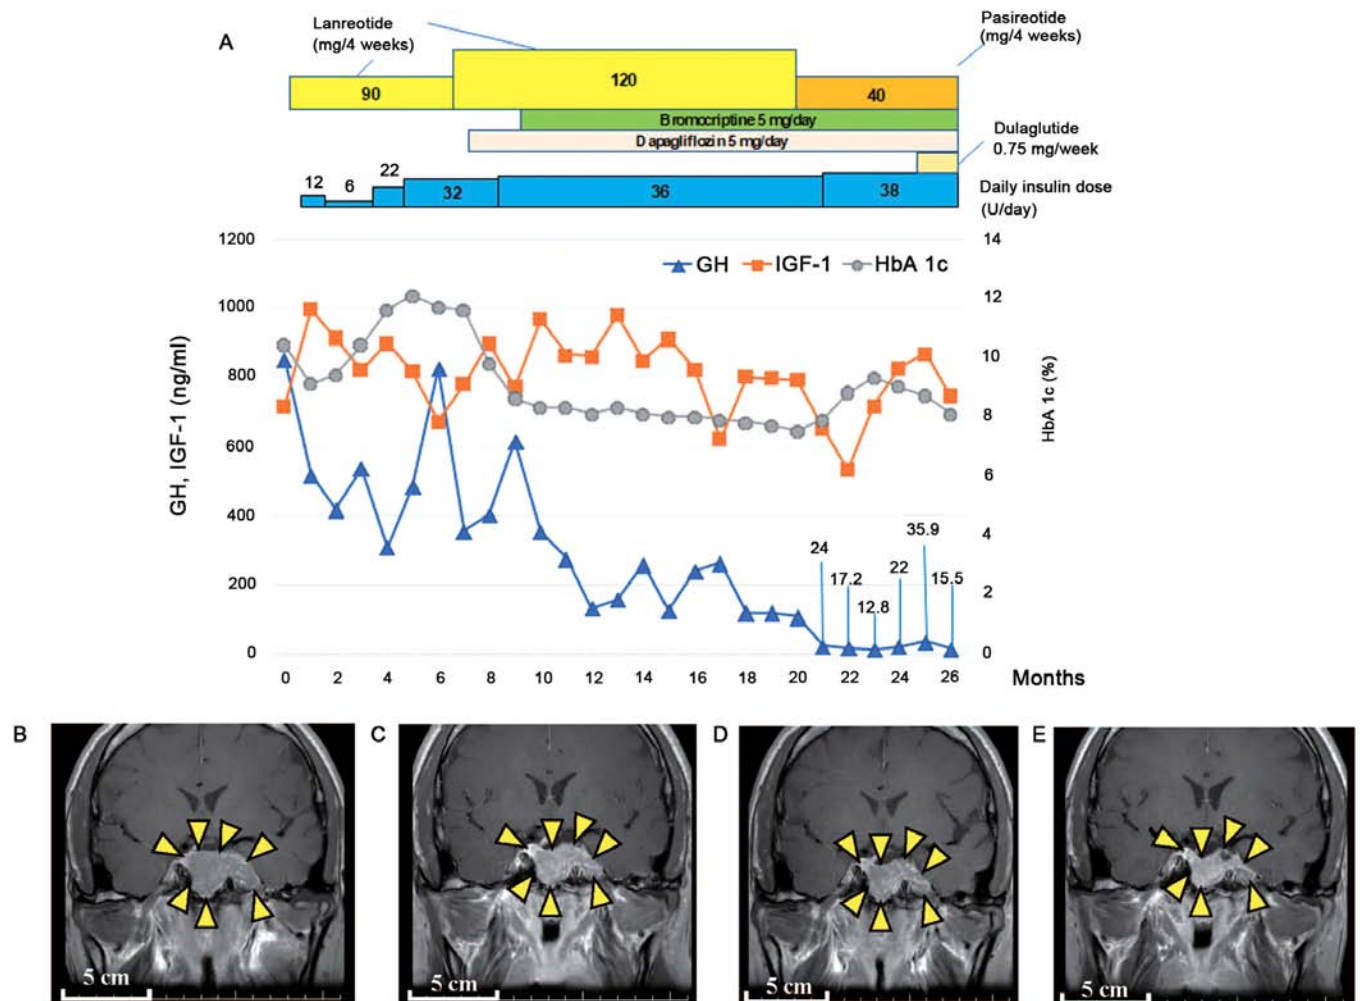 A
Lanreotide
(mg/4 weeks)
Pasireotide
(mg/4 weeks)
90
120
40
Bromocriptine 5 mg/day
Dapagliflozin 5 mg/day
Dulaglutide
0.75 mg/week
12
6
22
32
36
38
Daily insulin dose
(U/day)
1200
1000
800
600
400
200
0
GH, IGF-1 (ng/ml)
14
12
10
8
6
4
2
0
HbA 1c (%)
GH
IGF-1
HbA 1c
24
17.2
12.8
22
35.9
15.5
0 2 4 6 8 10 12 14 16 18 20 22 24 26 Months
B
C
D
E
5 cm
5 cm
5 cm
5 cm